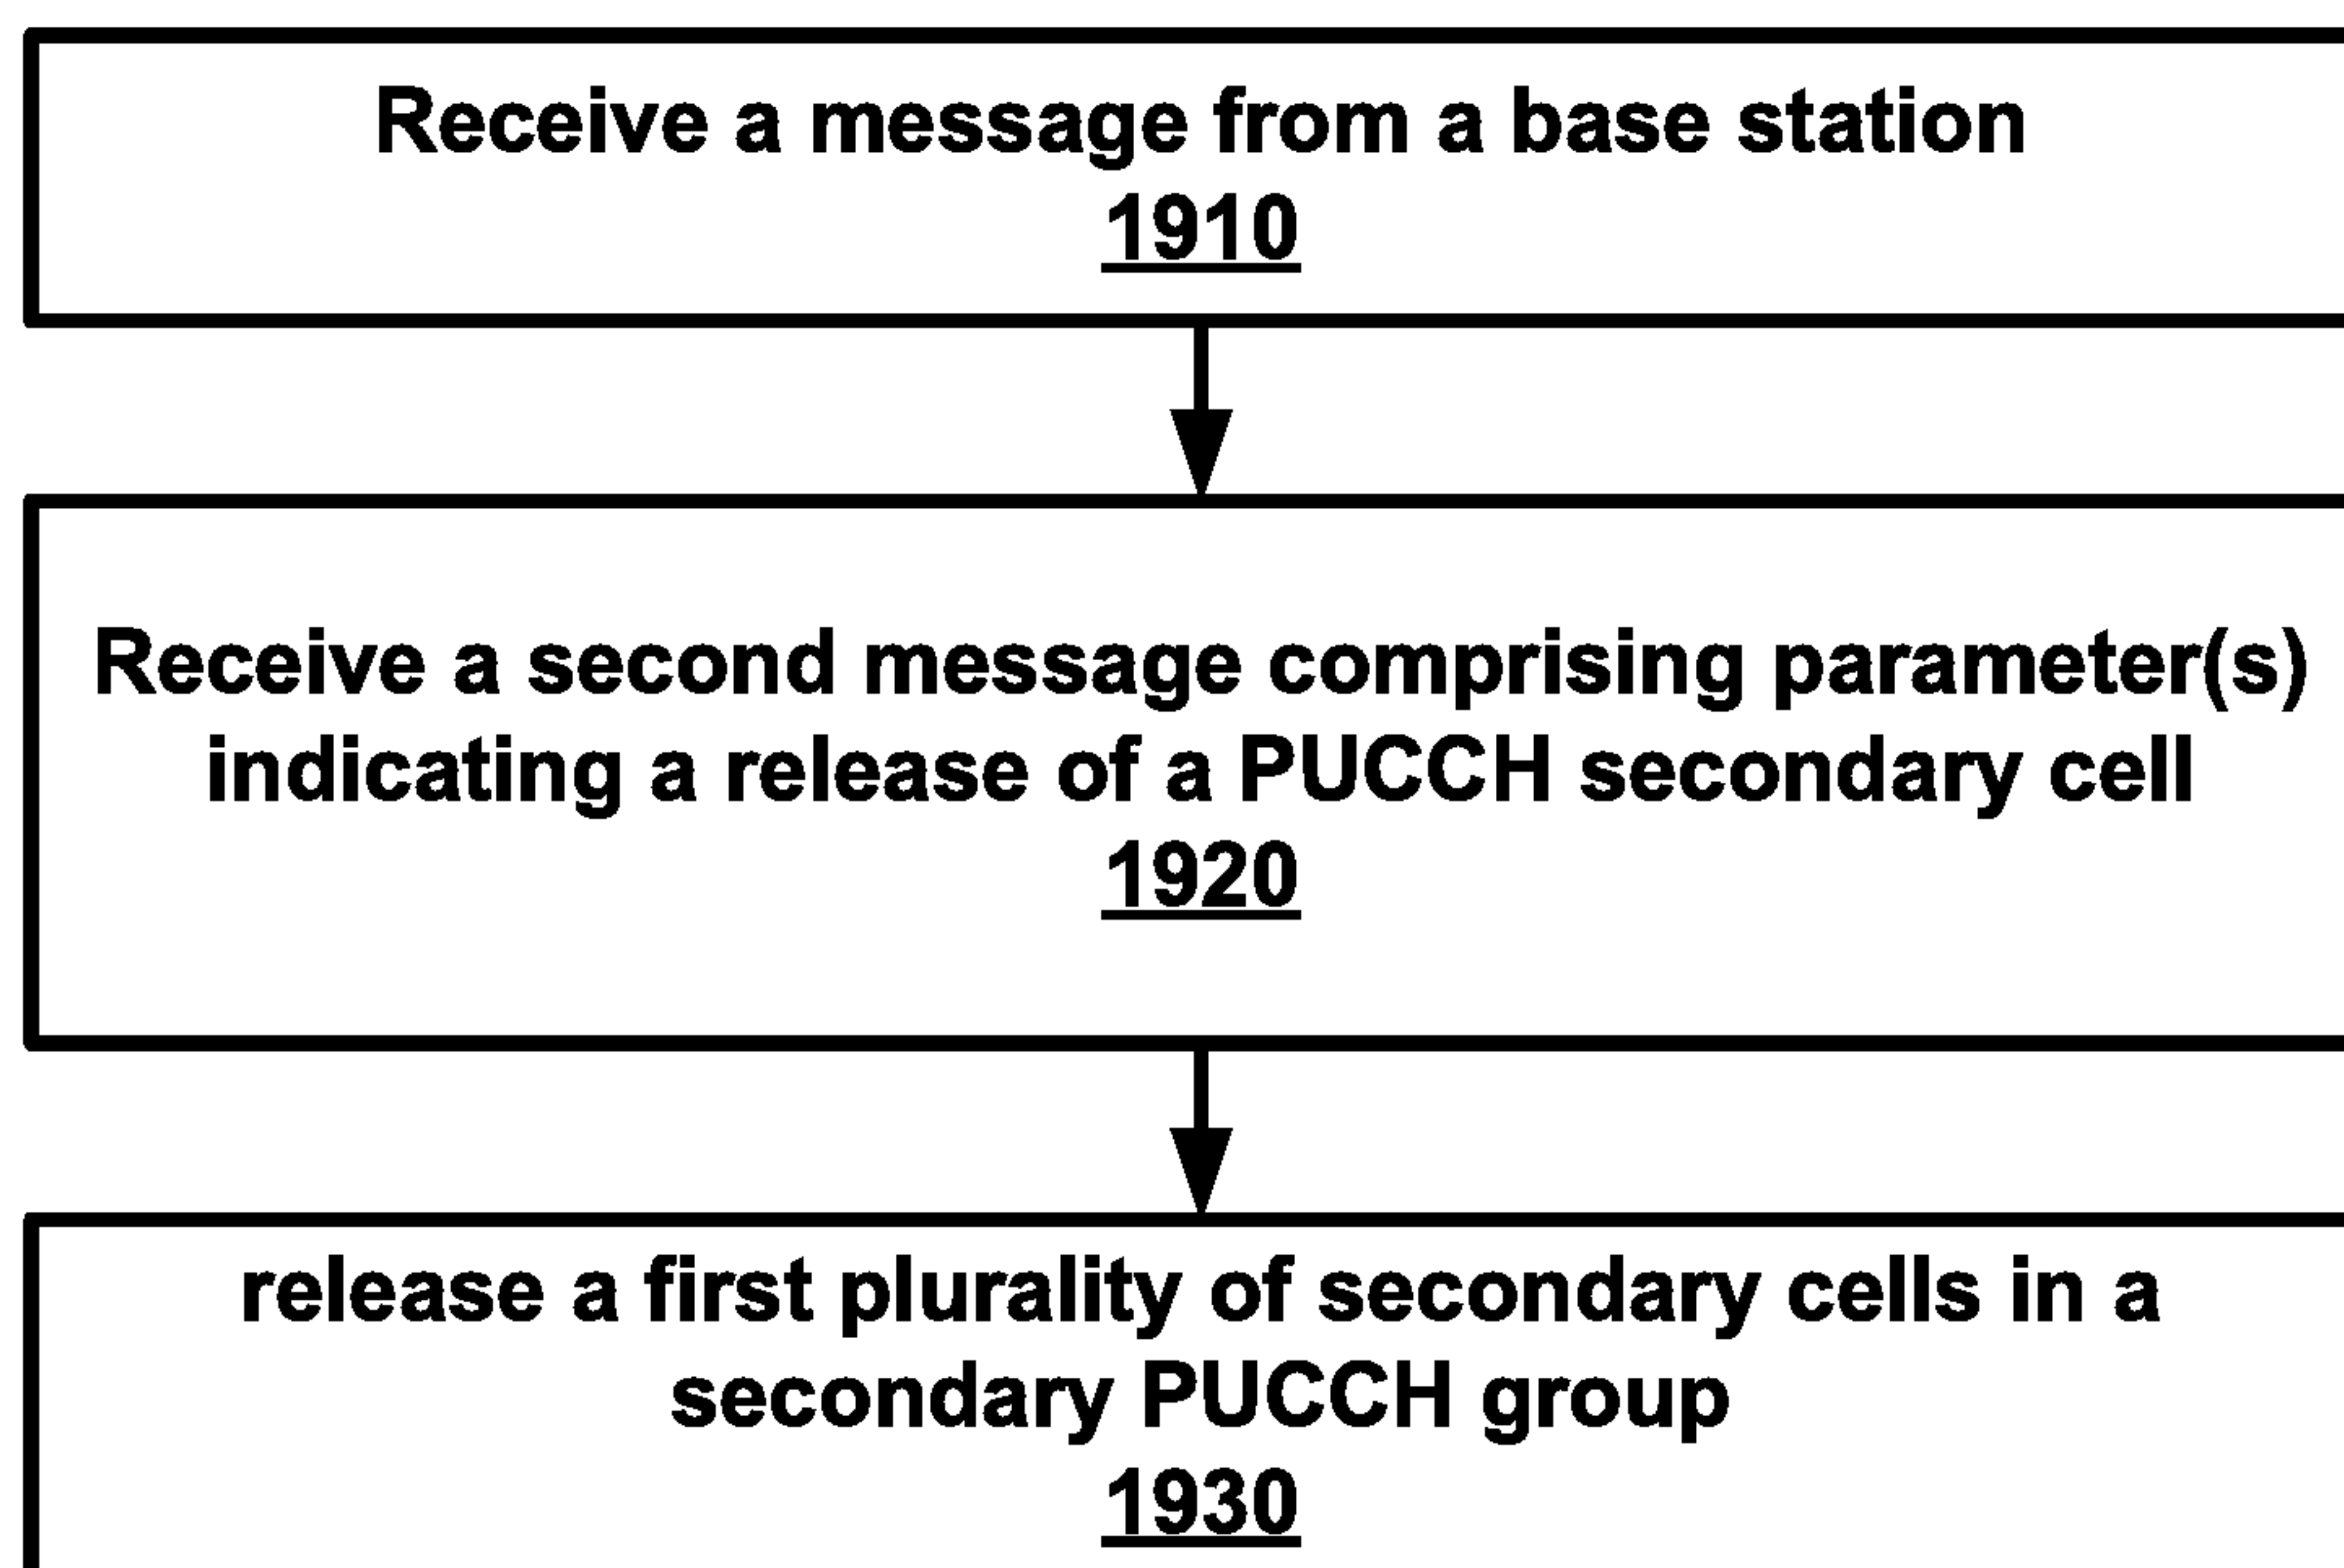 Receive a message from a base station
1910
Receive a second message comprising parameter(s)
indicating a release of a PUCCH secondary cell
1920
release a first plurality of secondary cells in a
secondary PUCCH group
1930